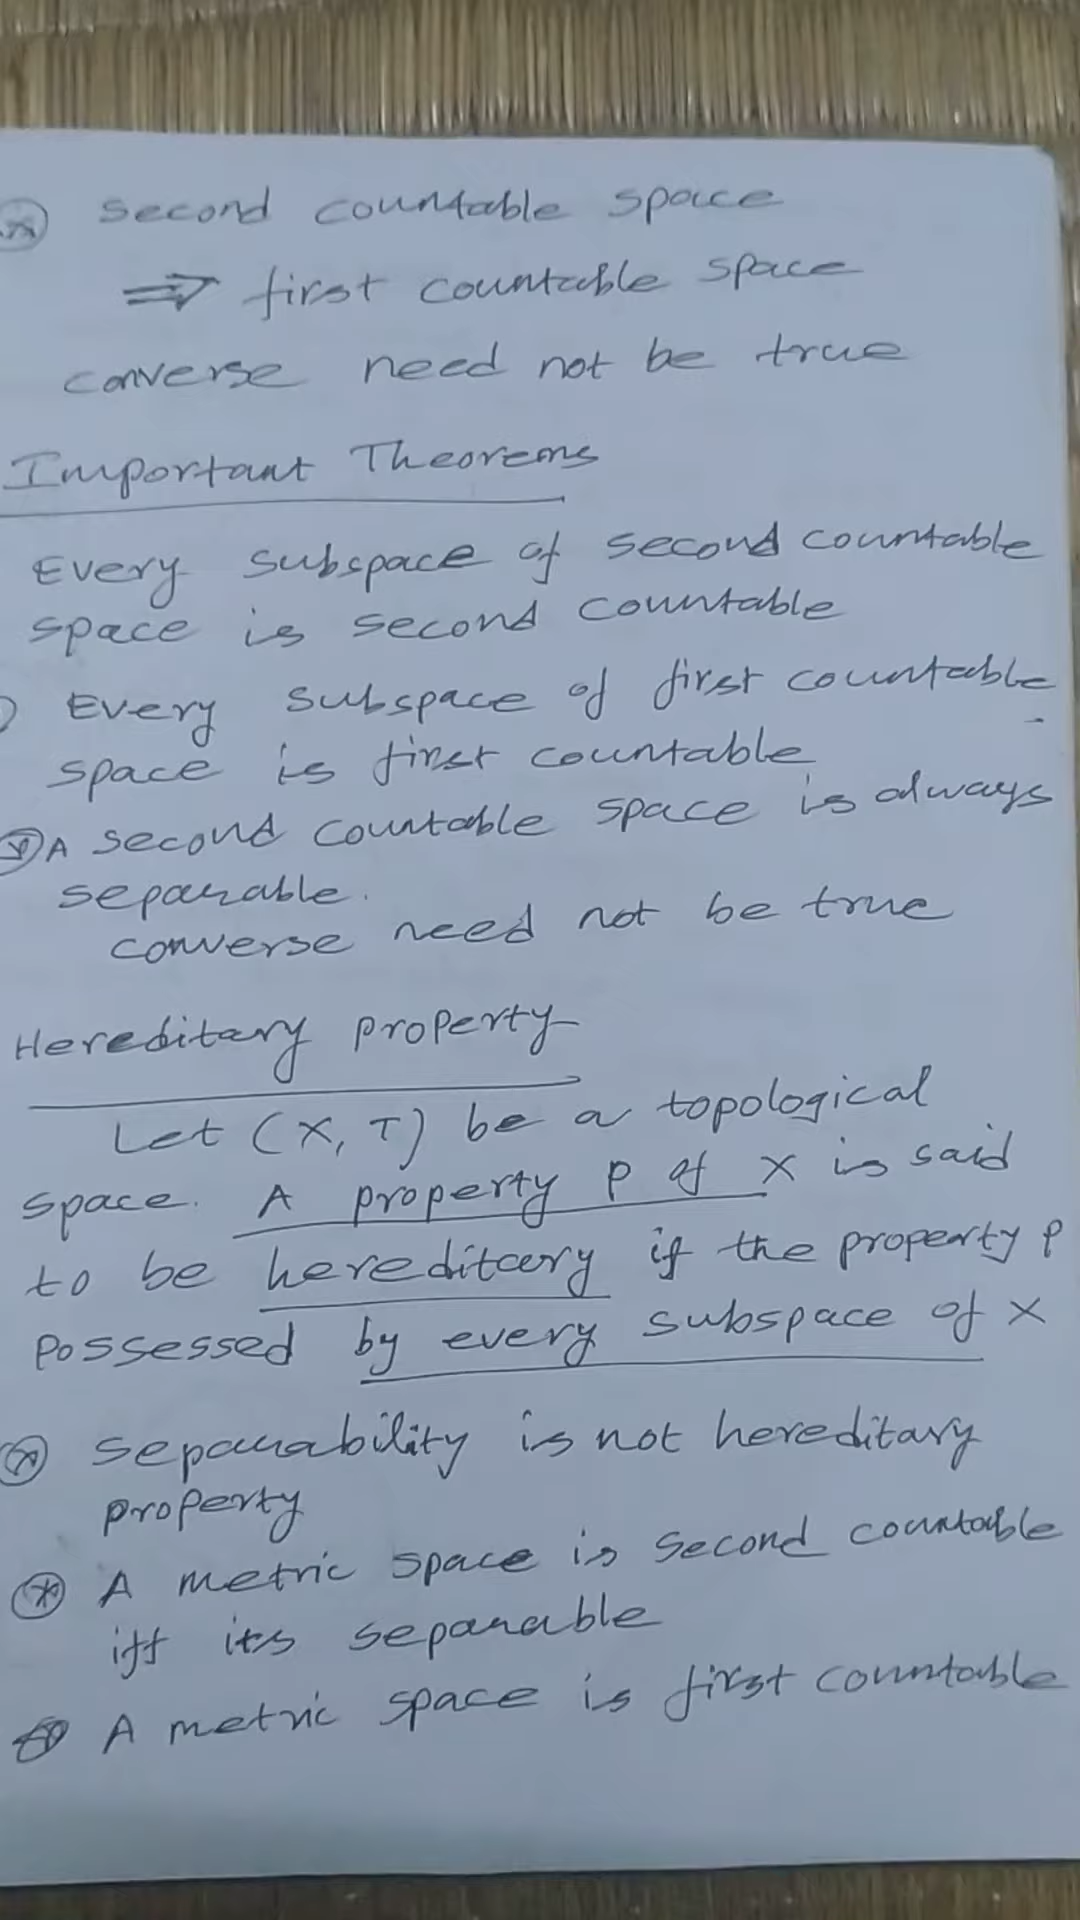 second countable space
⇒ first countable space
converse need not be true
Important Theorems
Every subspace of second countable
space is second countable
Every subspace of first countable
space is first countable
A second countable space is always
separable.
converse need not be true
Hereditary property
Let (X, T) be a topological
space. A property P of X is said
to be hereditary if the property P
possessed by every subspace of X
separability is not hereditary
property
A metric space is second countable
iff its separable
A metric space is first countable